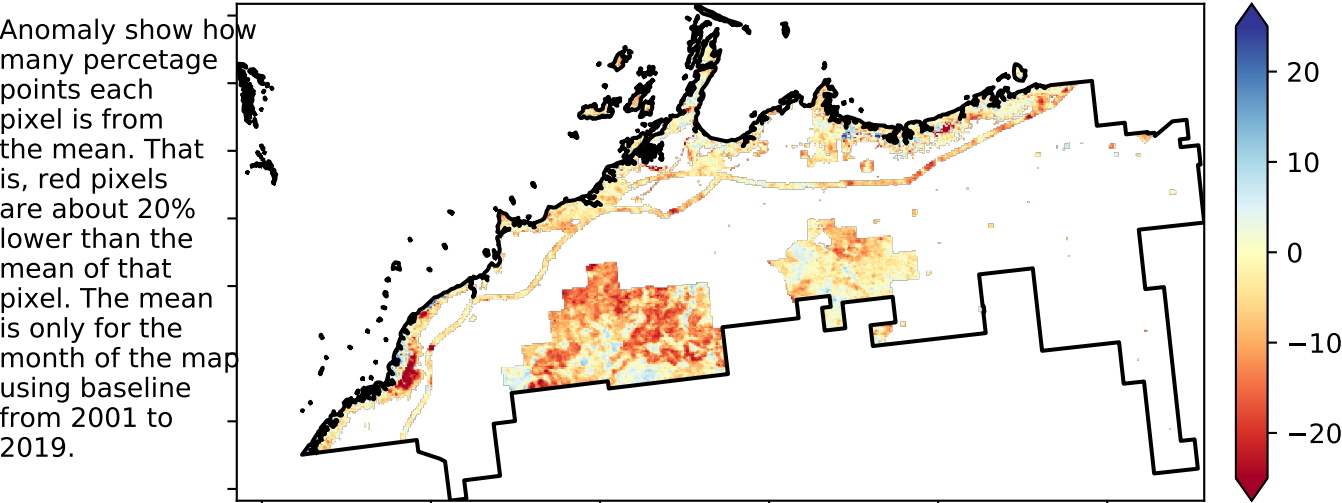 Anomaly show how
many percetage
points each
pixel is from
the mean. That
is, red pixels
are about 20%
lower than the
mean of that
pixel. The mean
is only for the
month of the map
using baseline
from 2001 to
2019.
20
10
0
−10
−20